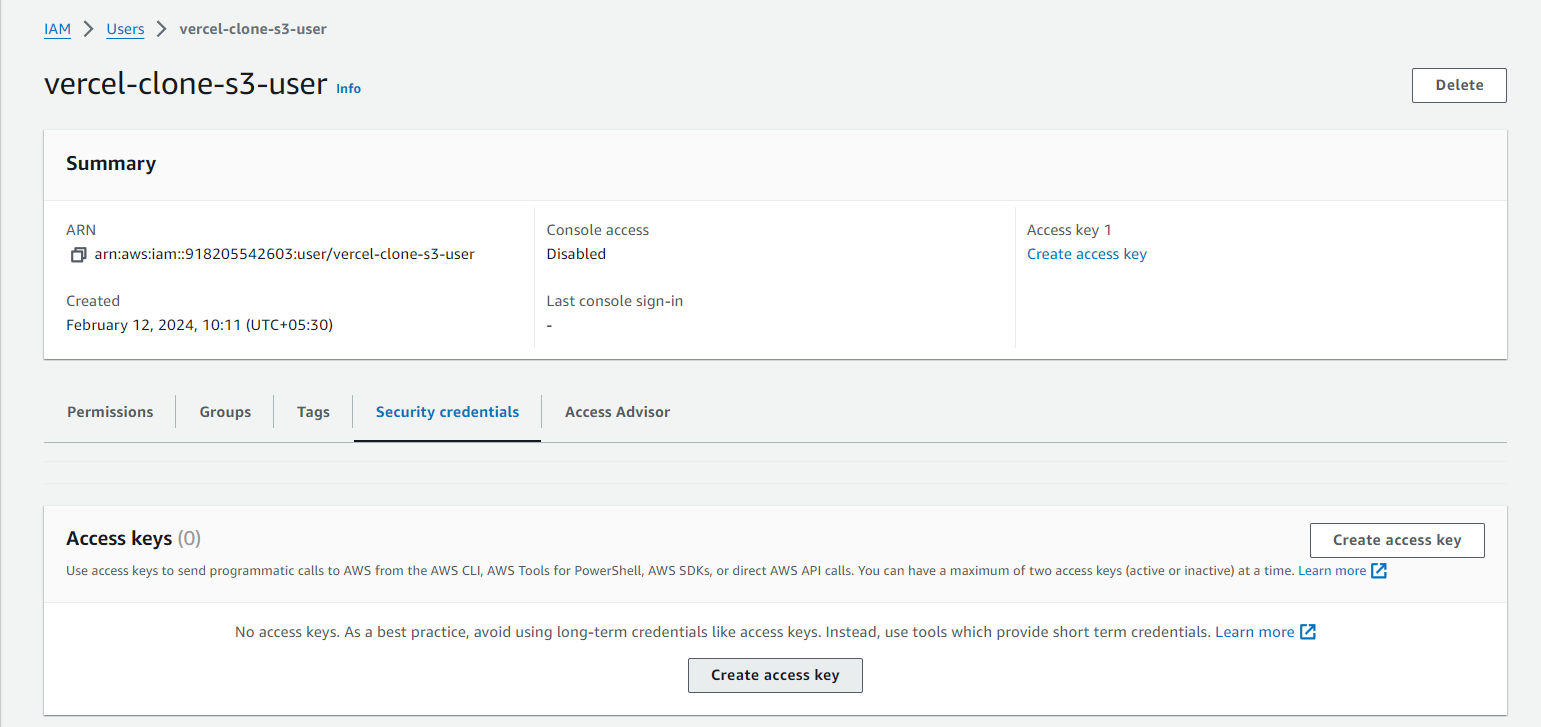 IAM > Users > vercel-clone-s3-user
vercel-clone-s3-user Info
Delete
Summary
ARN
arn:aws:iam::918205542603:user/vercel-clone-s3-user
Created
February 12, 2024, 10:11 (UTC+05:30)
Console access
Disabled
Last console sign-in
-
Access key 1
Create access key
Permissions
Groups
Tags
Security credentials
Access Advisor
Access keys (0)
Create access key
Use access keys to send programmatic calls to AWS from the AWS CLI, AWS Tools for PowerShell, AWS SDKs, or direct AWS API calls. You can have a maximum of two access keys (active or inactive) at a time. Learn more
No access keys. As a best practice, avoid using long-term credentials like access keys. Instead, use tools which provide short term credentials. Learn more
Create access key